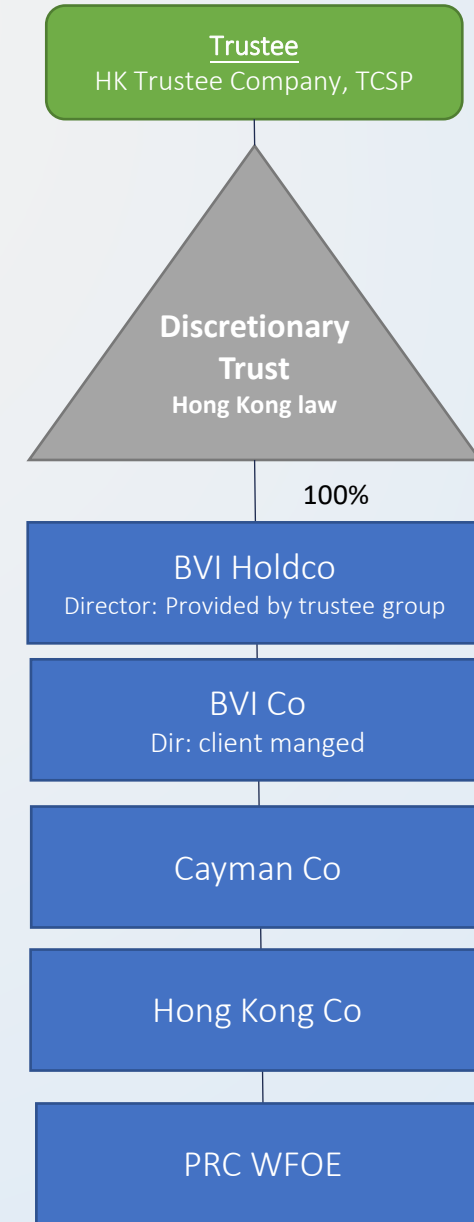 Trustee
HK Trustee Company, TCSP
Discretionary
Trust
Hong Kong law
100%
BVI Holdco
Director: Provided by trustee group
BVI Co
Dir: client manged
Cayman Co
Hong Kong Co
PRC WFOE